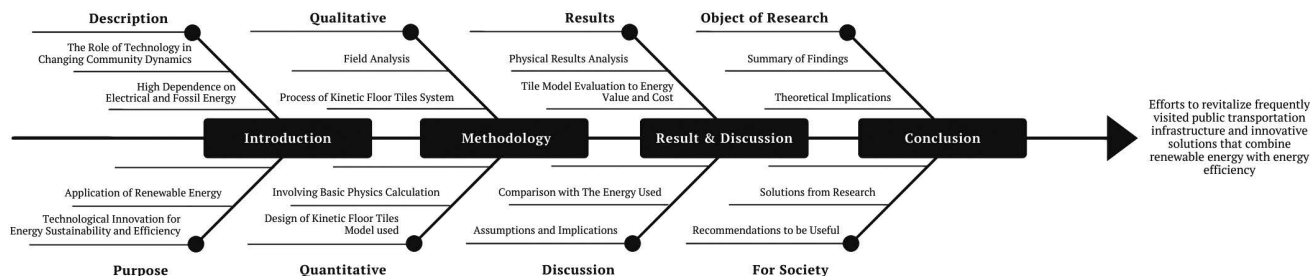 Description
The Role of Technology in
Changing Community Dynamics
High Dependence on
Electrical and Fossil Energy
Qualitative
Field Analysis
Process of Kinetic Floor Tiles System
Results
Physical Results Analysis
Tile Model Evaluation to Energy
Value and Cost
Object of Research
Summary of Findings
Theoretical Implications
Introduction
Methodology
Result & Discussion
Conclusion
Efforts to revitalize frequently
visited public transportation
infrastructure and innovative
solutions that combine
renewable energy with energy
efficiency
Application of Renewable Energy
Technological Innovation for
Energy Sustainability and Efficiency
Purpose
Involving Basic Physics Calculation
Design of Kinetic Floor Tiles
Model used
Quantitative
Comparison with The Energy Used
Assumptions and Implications
Discussion
Solutions from Research
Recommendations to be Useful
For Society